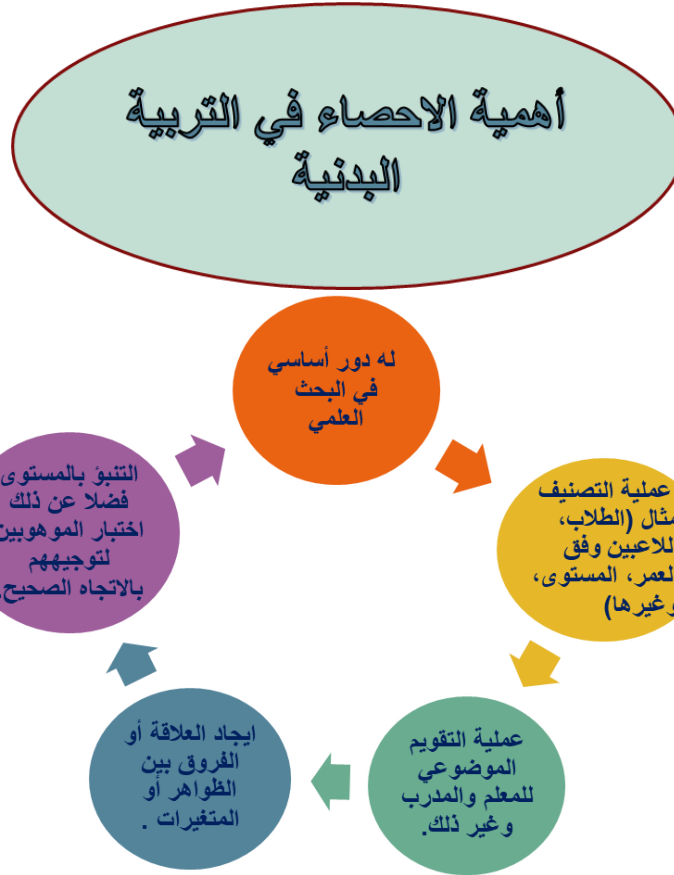 أهمية الاحصاء في التربية
البدنية
له دور أساسي
في البحث
العلمي
عملية التصنيف
مثال (الطلاب،
اللاعبين وفق
العمر، المستوى،
وغيرها)
عملية التقويم
الموضوعي
للمعلم والمدرب
وغير ذلك.
ايجاد العلاقة أو
الفروق بين
الظواهر أو
المتغيرات .
التنبؤ بالمستوى
فضلا عن ذلك
اختبار الموهوبين
لتوجيههم
بالاتجاه الصحيح.